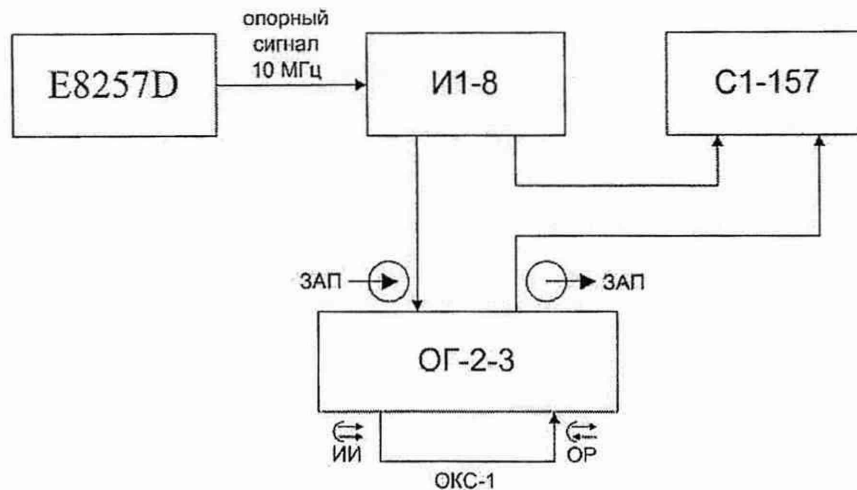 опорный
сигнал
10 МГц
E8257D
И1-8
С1-157
ЗАП
ЗАП
ОГ-2-3
ИИ
ОР
ОКС-1